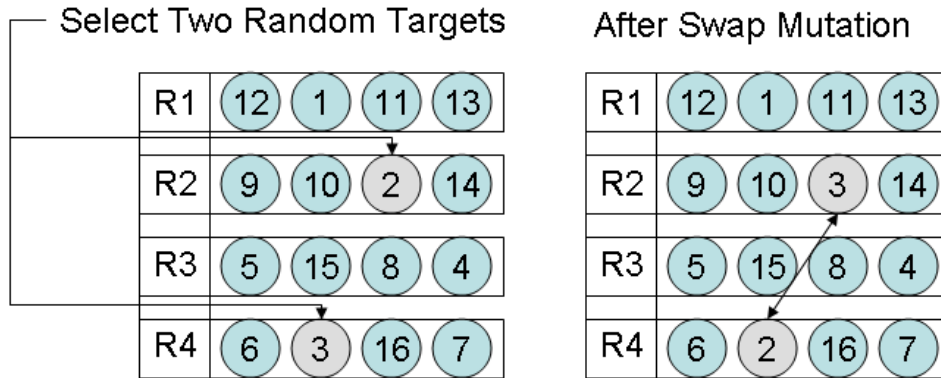 Select Two Random Targets
R1 12 1 11 13
R2 9 10 2 14
R3 5 15 8 4
R4 6 3 16 7
After Swap Mutation
R1 12 1 11 13
R2 9 10 3 14
R3 5 15 8 4
R4 6 2 16 7